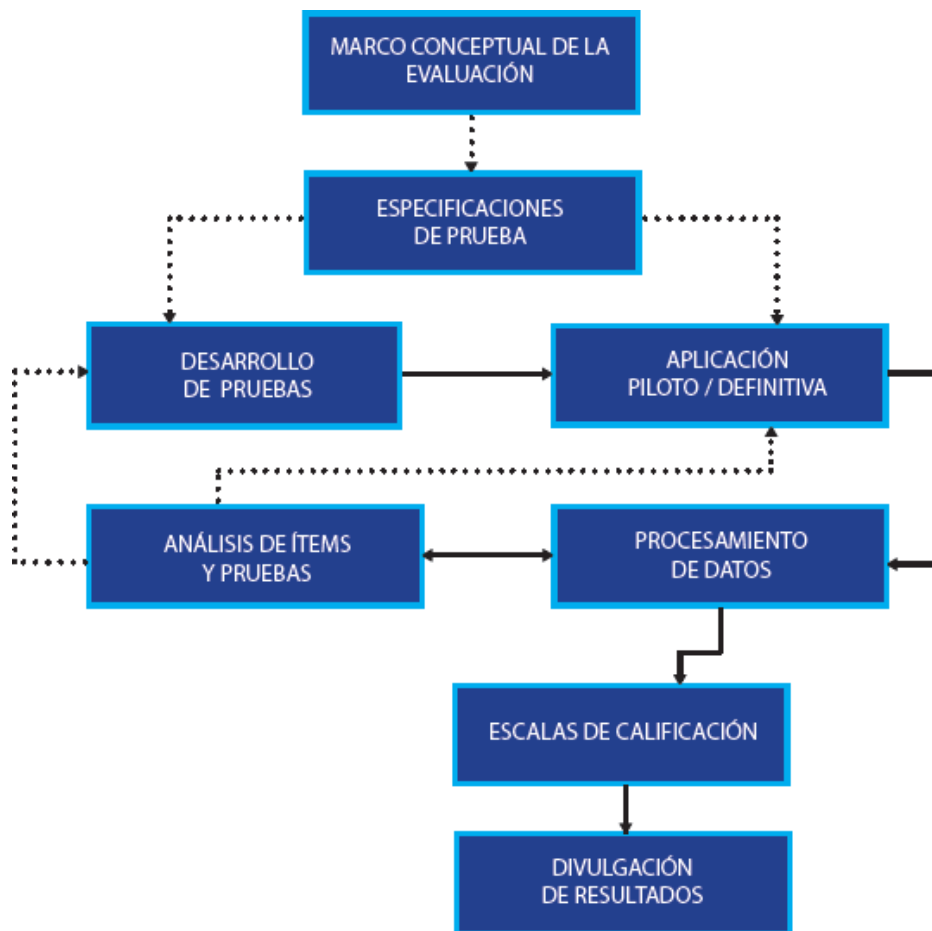 MARCO CONCEPTUAL DE LA
EVALUACIÓN
ESPECIFICACIONES
DE PRUEBA
DESARROLLO
DE PRUEBAS
APLICACIÓN
PILOTO / DEFINITIVA
ANÁLISIS DE ÍTEMS
Y PRUEBAS
PROCESAMIENTO
DE DATOS
ESCALAS DE CALIFICACIÓN
DIVULGACIÓN
DE RESULTADOS